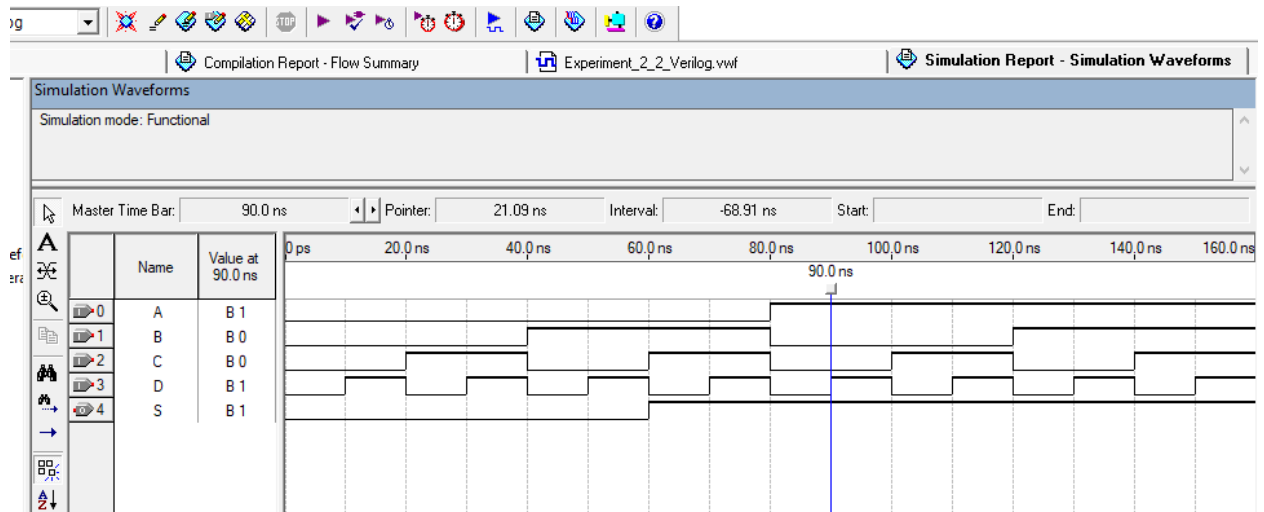 og
STOP
Compilation Report - Flow Summary
Experiment_2_2_Verilog.vwf
Simulation Report - Simulation Waveforms
Simulation Waveforms
Simulation mode: Functional
Master Time Bar: 90.0 ns Pointer: 21.09 ns Interval: -68.91 ns Start: End:
ef
era
Name
Value at
90.0 ns
0 ps 20.0 ns 40.0 ns 60.0 ns 80.0 ns 100.0 ns 120.0 ns 140.0 ns 160.0 ns
90.0 ns
0 A B 1
1 B B 0
2 C B 0
3 D B 1
4 S B 1